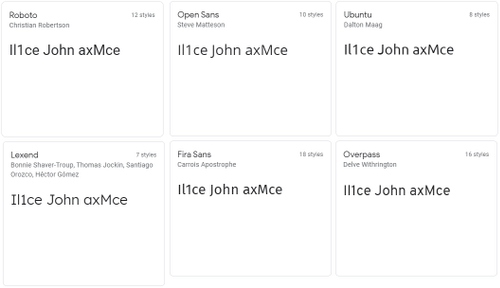 Roboto
12 styles
Christian Robertson
Il1ce John axMce
Open Sans
10 styles
Steve Matteson
Il1ce John axMce
Ubuntu
8 styles
Dalton Maag
Il1ce John axMce
Lexend
7 styles
Bonnie Shaver-Troup, Thomas Jockin, Santiago
Orozco, Héctor Gómez
Il1ce John axMce
Fira Sans
18 styles
Carrois Apostrophe
Il1ce John axMce
Overpass
16 styles
Delve Withrington
Il1ce John axMce